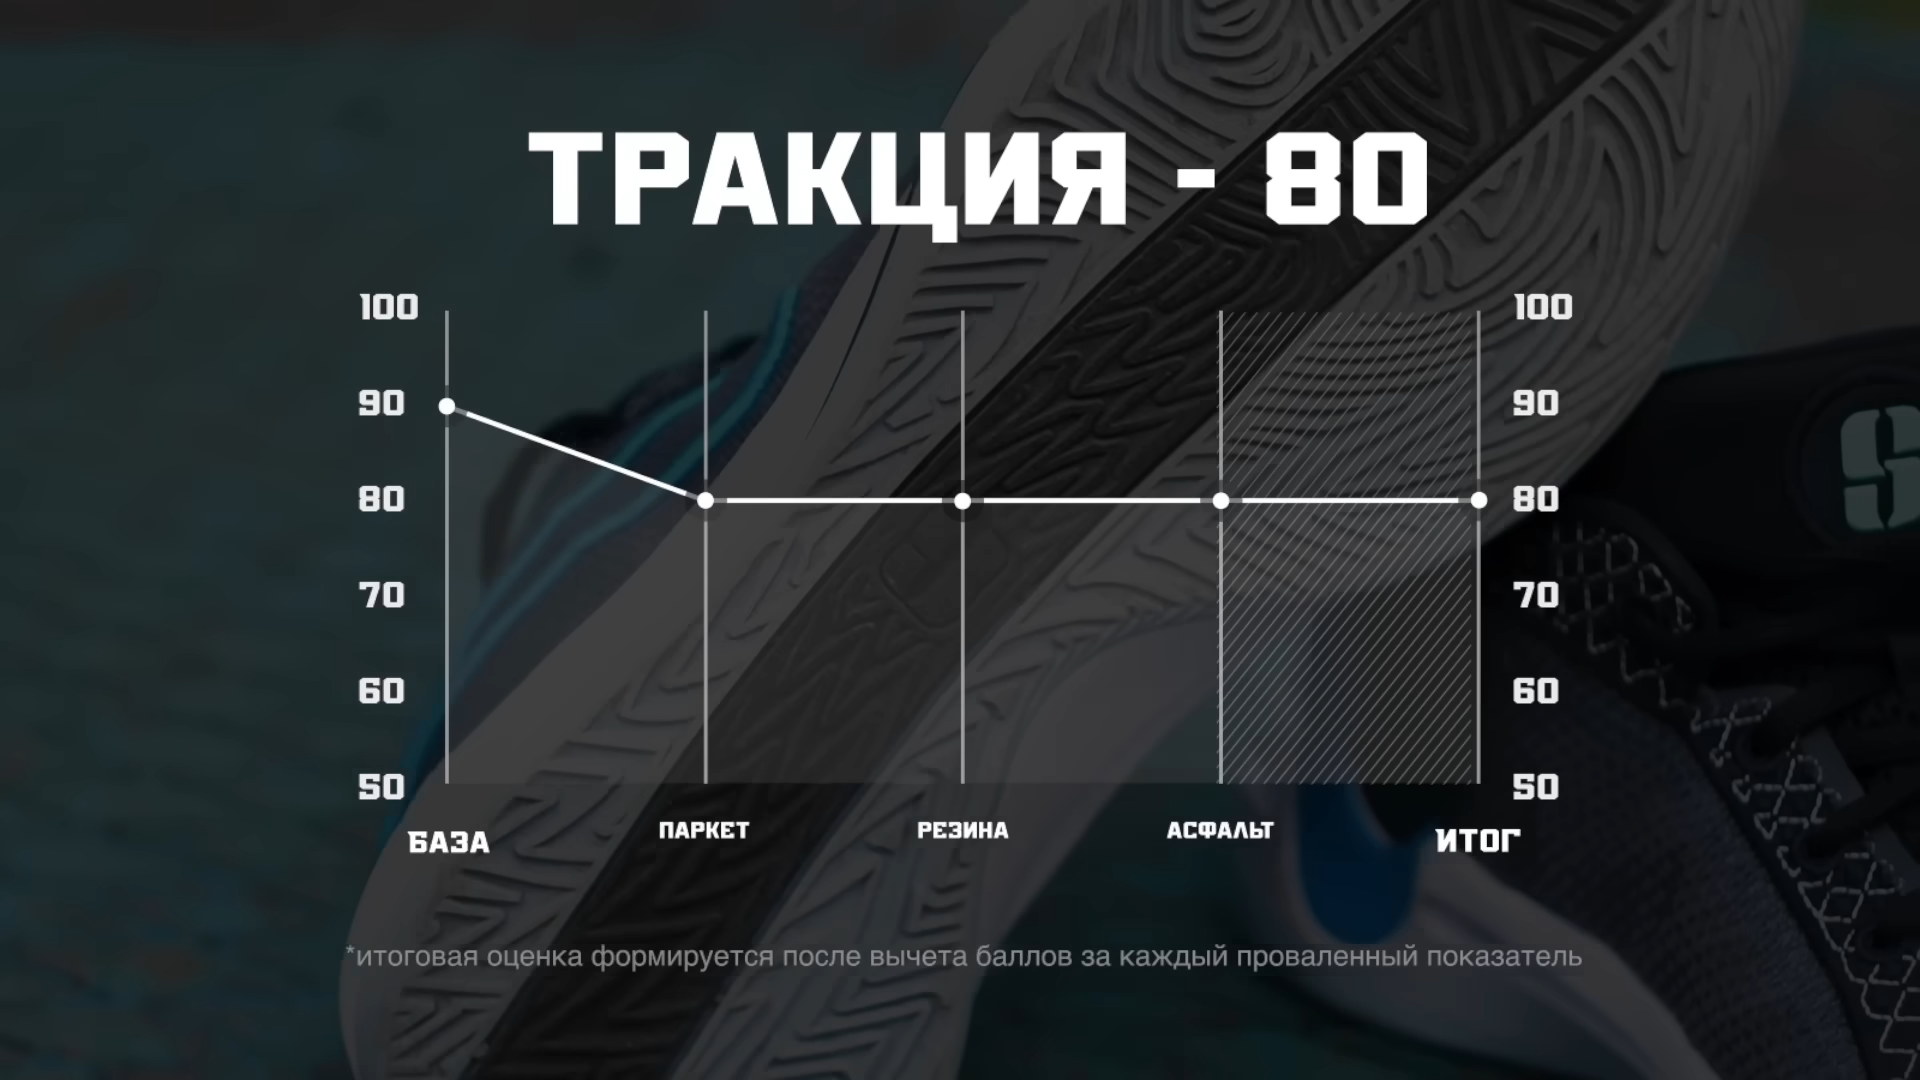 ТРАКЦИЯ - 80
100 100
90 90
80 80
70 70
60 60
50 50
БАЗА ПАРКЕТ РЕЗИНА АСФАЛЬТ ИТОГ
*итоговая оценка формируется после вычета баллов за каждый проваленный показатель